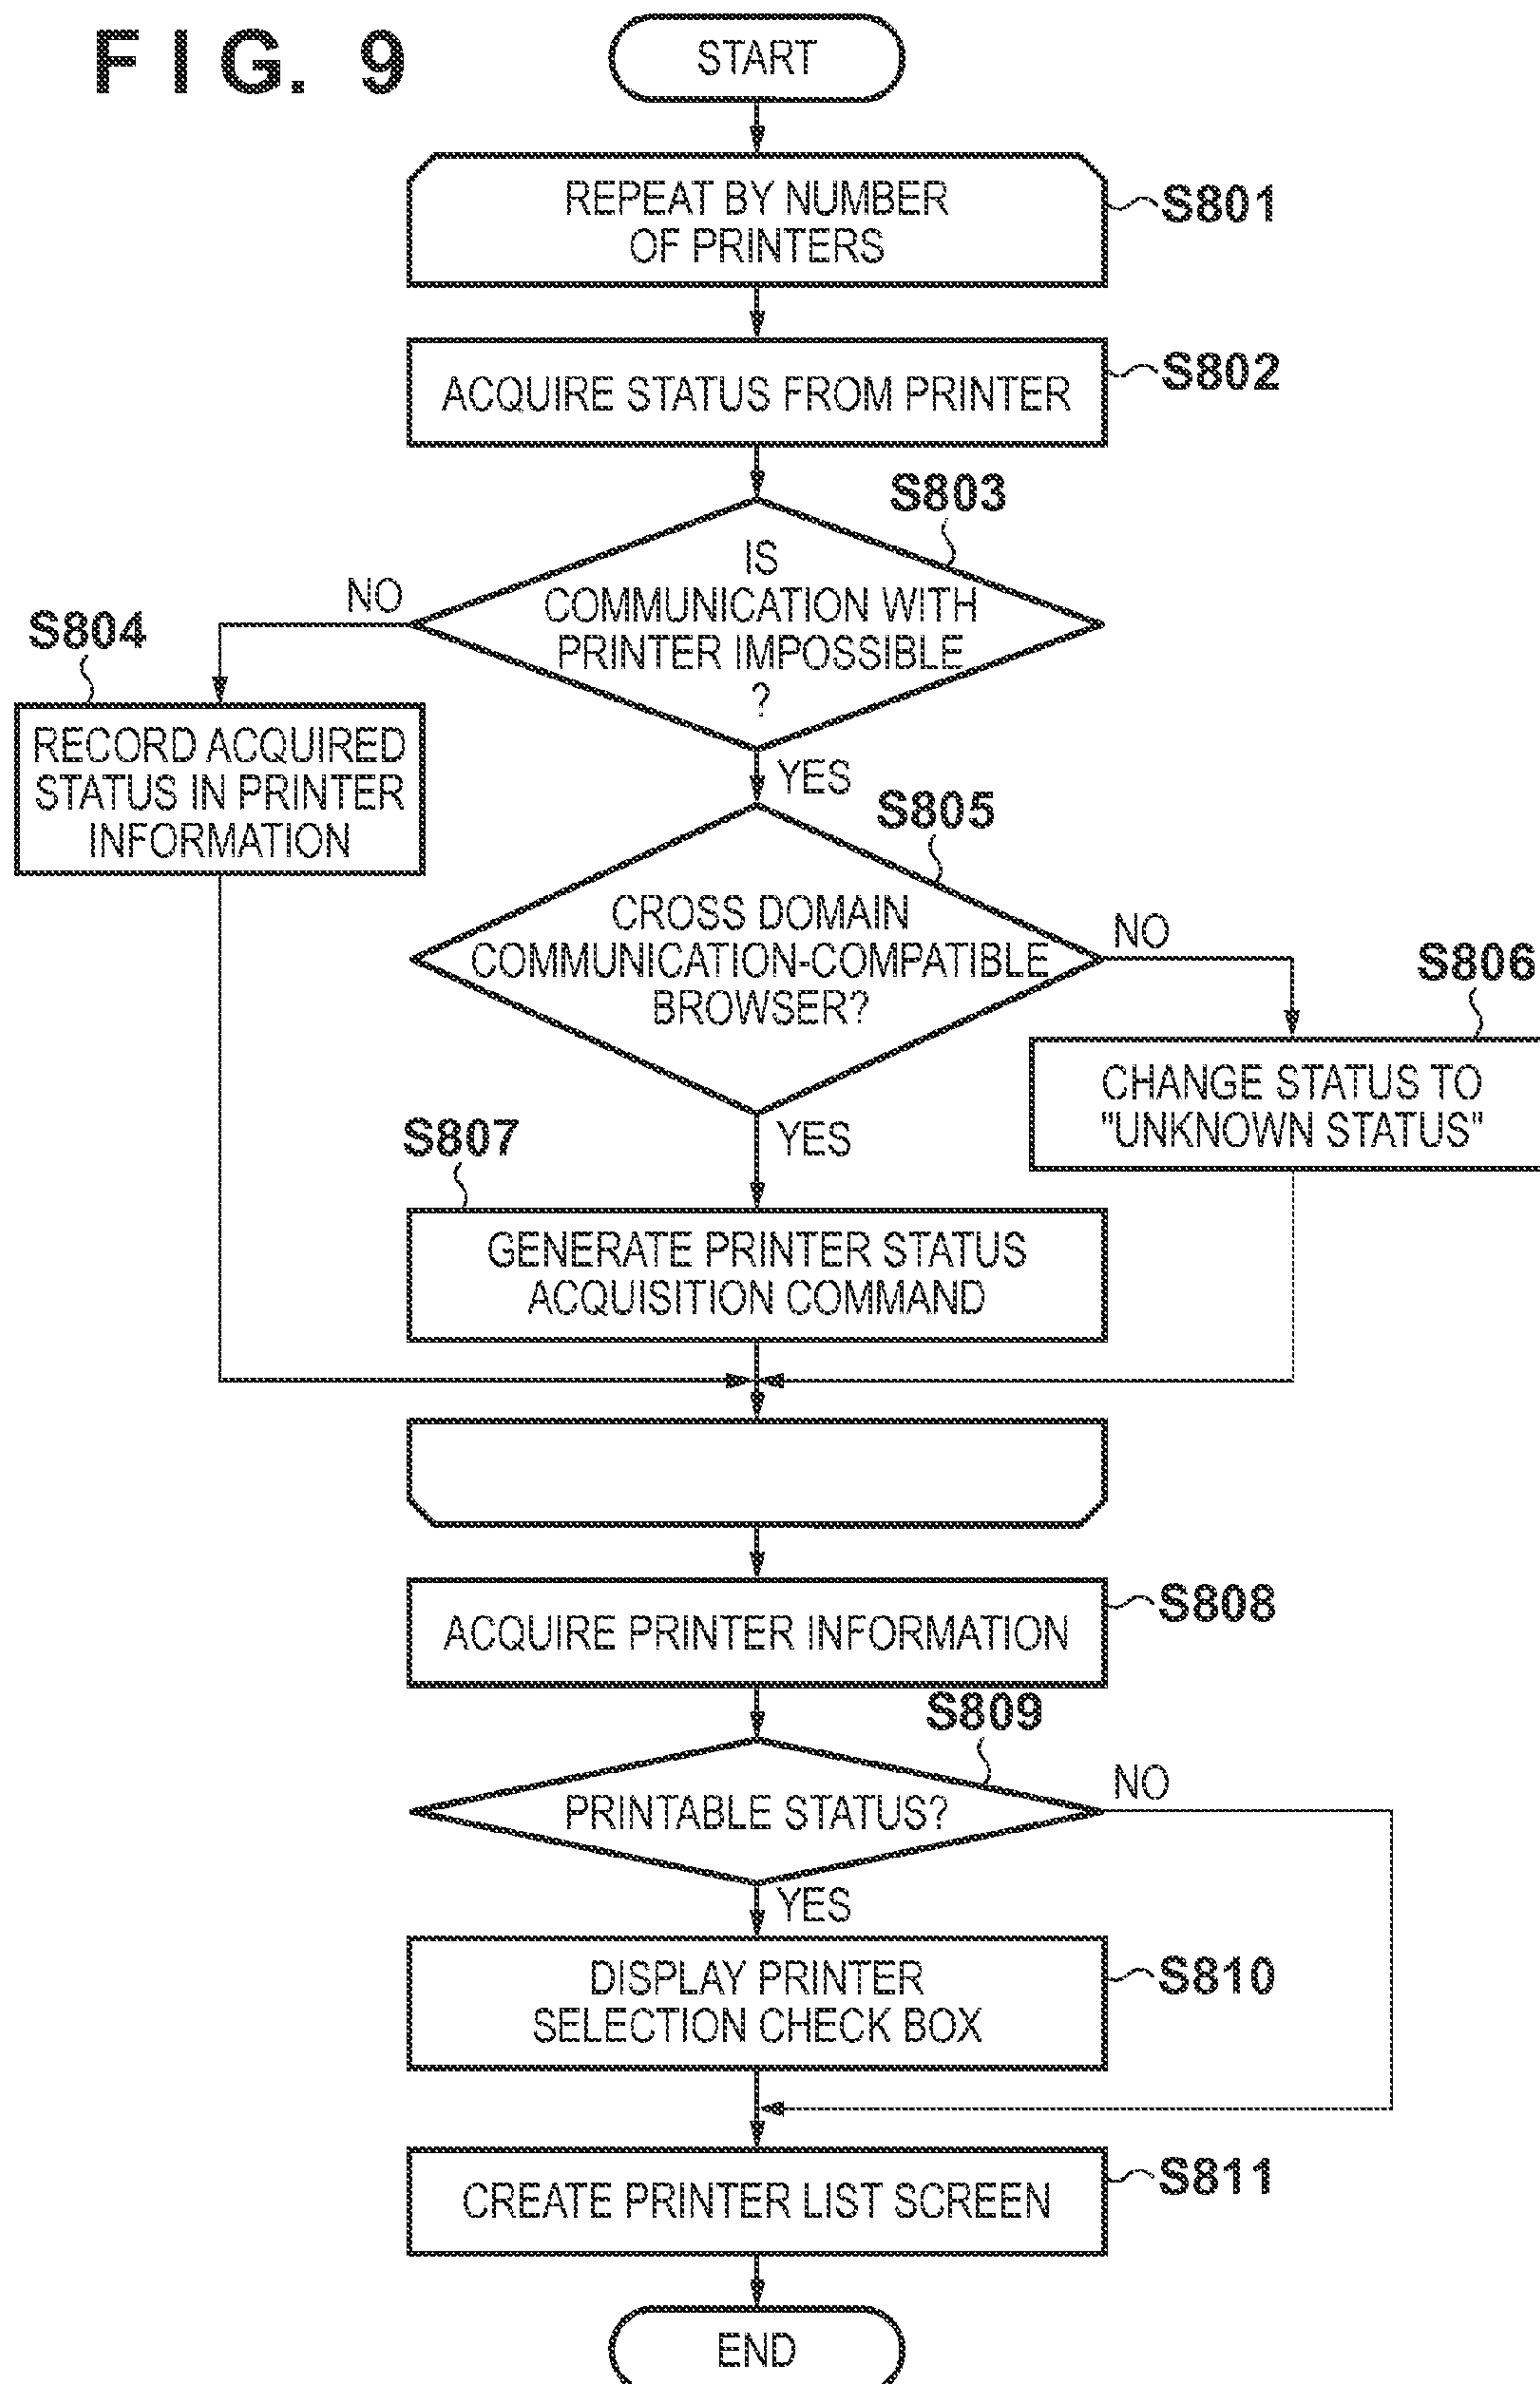 FIG. 9
START
REPEAT BY NUMBER
OF PRINTERS
S801
ACQUIRE STATUS FROM PRINTER
S802
S803
IS
COMMUNICATION WITH
PRINTER IMPOSSIBLE
?
NO
YES
S804
RECORD ACQUIRED
STATUS IN PRINTER
INFORMATION
S805
CROSS DOMAIN
COMMUNICATION-COMPATIBLE
BROWSER?
NO
YES
S806
CHANGE STATUS TO
"UNKNOWN STATUS"
S807
GENERATE PRINTER STATUS
ACQUISITION COMMAND
ACQUIRE PRINTER INFORMATION
S808
S809
PRINTABLE STATUS?
NO
YES
DISPLAY PRINTER
SELECTION CHECK BOX
S810
CREATE PRINTER LIST SCREEN
S811
END